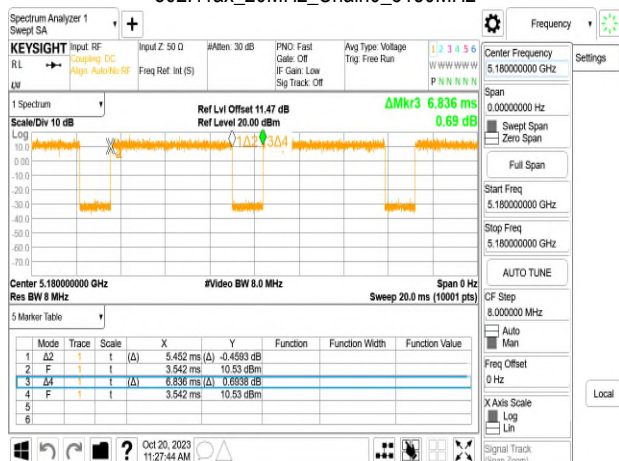 802.11ax_20MHz_Chain0_5180MHz
Spectrum Analyzer 1
Swept SA
Frequency
KEYSIGHT
RL
Input: RF
Coupling: DC
Align: Auto/No RF
Input Z: 50 Ω
Freq Ref: Int (S)
#Atten: 30 dB
PNO: Fast
Gate: Off
IF Gain: Low
Sig Track: Off
Avg Type: Voltage
Trig: Free Run
1 2 3 4 5 6
W W W W W W
P N N N N N
Center Frequency
5.180000000 GHz
Settings
Span
0.00000000 Hz
Swept Span
Zero Span
Full Span
Start Freq
5.180000000 GHz
Stop Freq
5.180000000 GHz
AUTO TUNE
CF Step
8.000000 MHz
Auto
Man
Freq Offset
0 Hz
X Axis Scale
Log
Lin
Signal Track
(Span Zoom)
Local
1 Spectrum
Scale/Div 10 dB
Ref Lvl Offset 11.47 dB
Ref Level 20.00 dBm
ΔMkr3 6.836 ms
0.69 dB
Log
10.0
0.00
-10.0
-20.0
-30.0
-40.0
-50.0
-60.0
-70.0
1Δ2
3Δ4
Center 5.180000000 GHz
Res BW 8 MHz
#Video BW 8.0 MHz
Span 0 Hz
Sweep 20.0 ms (10001 pts)
5 Marker Table
Mode Trace Scale X Y Function Function Width Function Value
1 Δ2 1 t (Δ) 5.452 ms (Δ) -0.4593 dB
2 F 1 t 3.542 ms 10.53 dBm
3 Δ4 1 t (Δ) 6.836 ms (Δ) 0.6938 dB
4 F 1 t 3.542 ms 10.53 dBm
5
6
?
Oct 20, 2023
11:27:44 AM